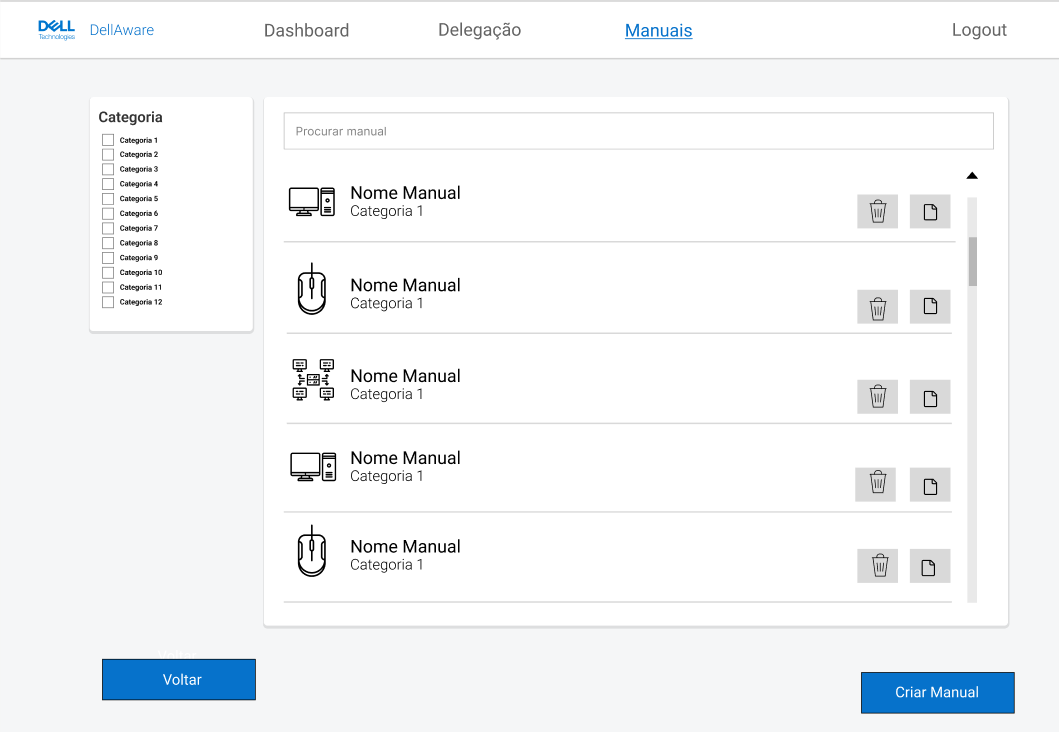 DELL
Technologies
DellAware
Dashboard
Delegação
Manuais
Logout
Categoria
Categoria 1
Categoria 2
Categoria 3
Categoria 4
Categoria 5
Categoria 6
Categoria 7
Categoria 8
Categoria 9
Categoria 10
Categoria 11
Categoria 12
Procurar manual
Nome Manual
Categoria 1
Nome Manual
Categoria 1
Nome Manual
Categoria 1
Nome Manual
Categoria 1
Nome Manual
Categoria 1
Voltar
Voltar
Criar Manual